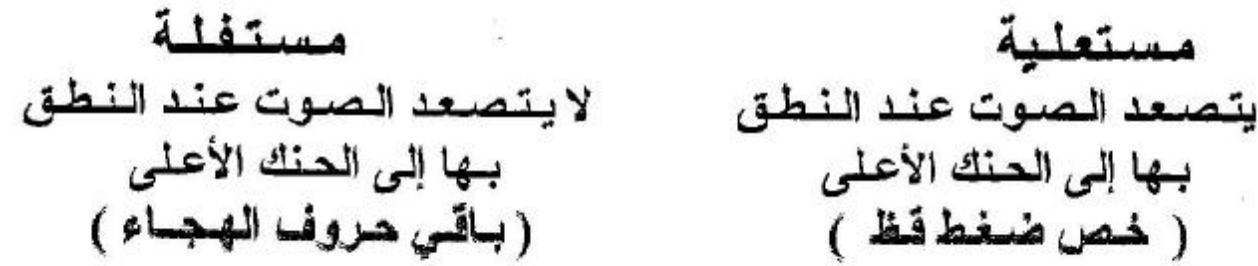 مستعلية
يتصعد الصوت عند النطق
بها إلى الحنك الأعلى
( خص ضغط قظ )
مستفلة
لا يتصعد الصوت عند النطق
بها إلى الحنك الأعلى
( باقي حروف الهجاء )